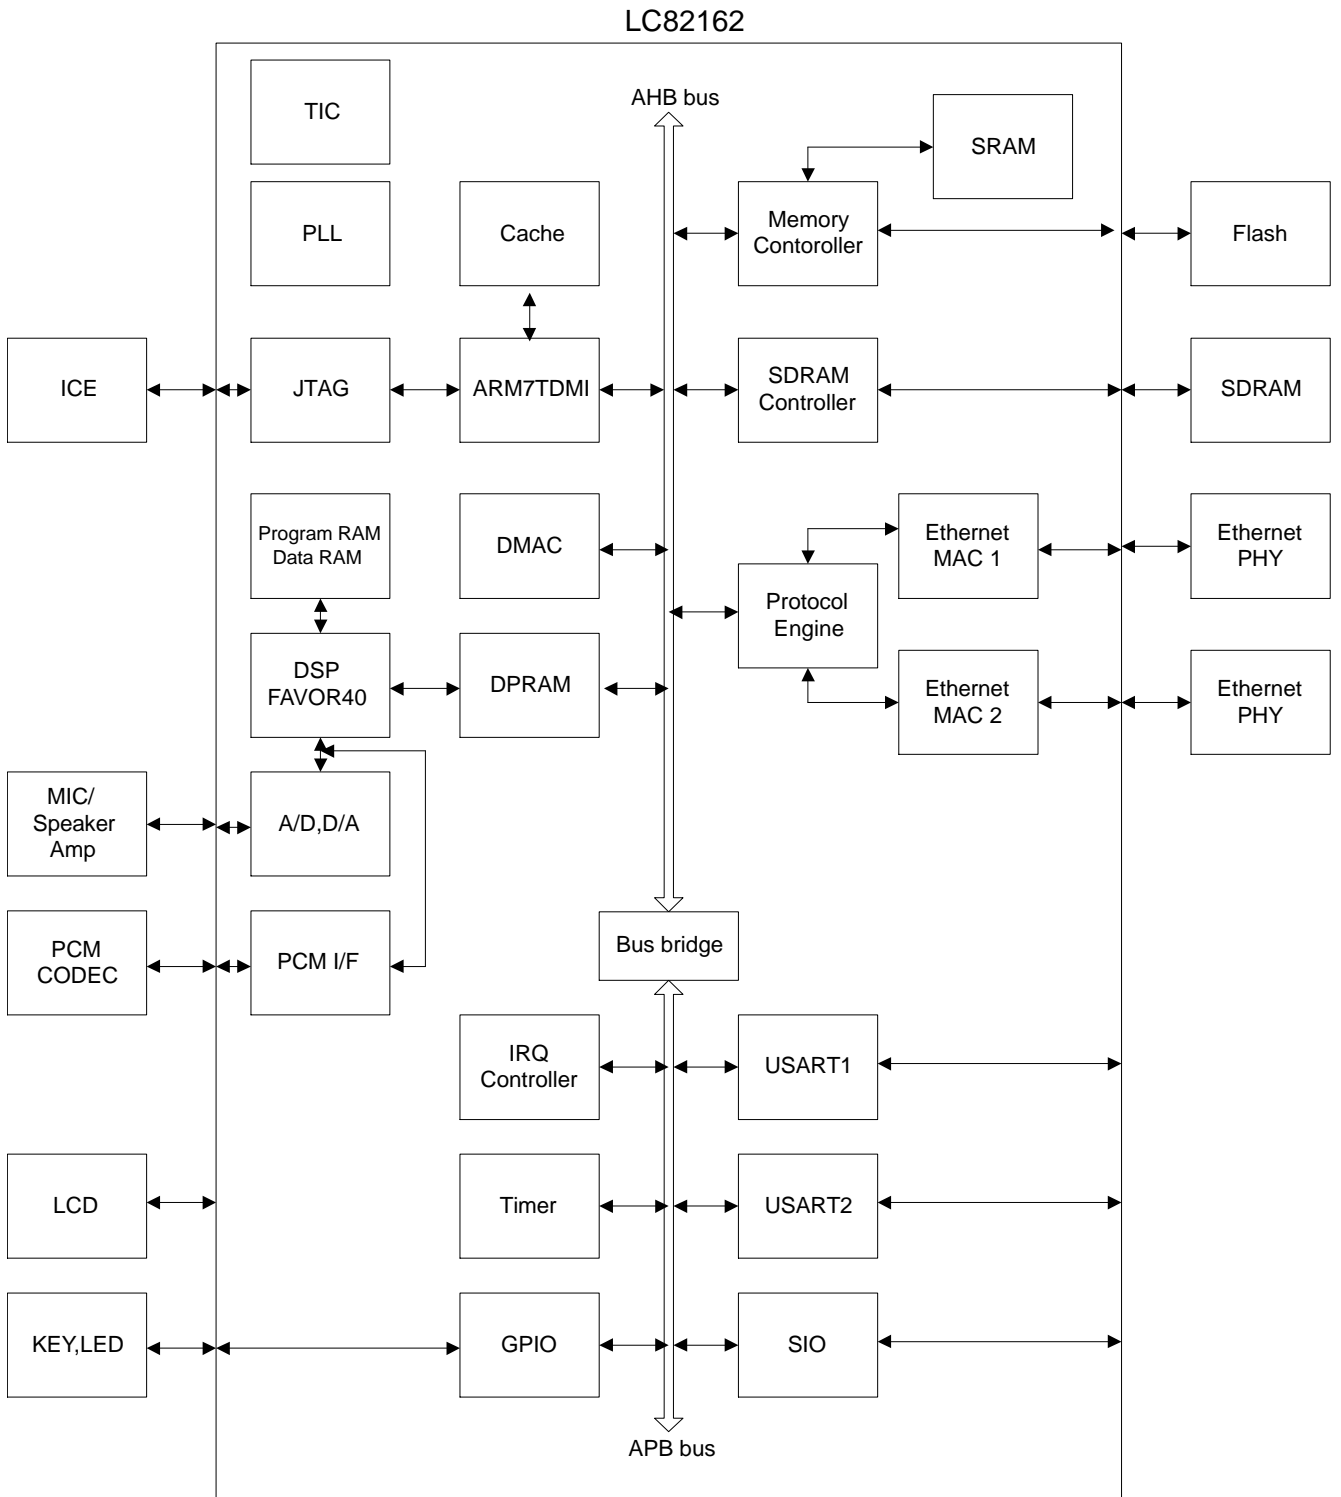 LC82162
TIC
AHB bus
SRAM
PLL
Cache
Memory
Contoroller
Flash
ICE
JTAG
ARM7TDMI
SDRAM
Controller
SDRAM
Program RAM
Data RAM
DMAC
Ethernet
MAC 1
Ethernet
PHY
Protocol
Engine
DSP
FAVOR40
DPRAM
Ethernet
MAC 2
Ethernet
PHY
MIC/
Speaker
Amp
A/D,D/A
PCM
CODEC
PCM I/F
Bus bridge
IRQ
Controller
USART1
LCD
Timer
USART2
KEY,LED
GPIO
SIO
APB bus